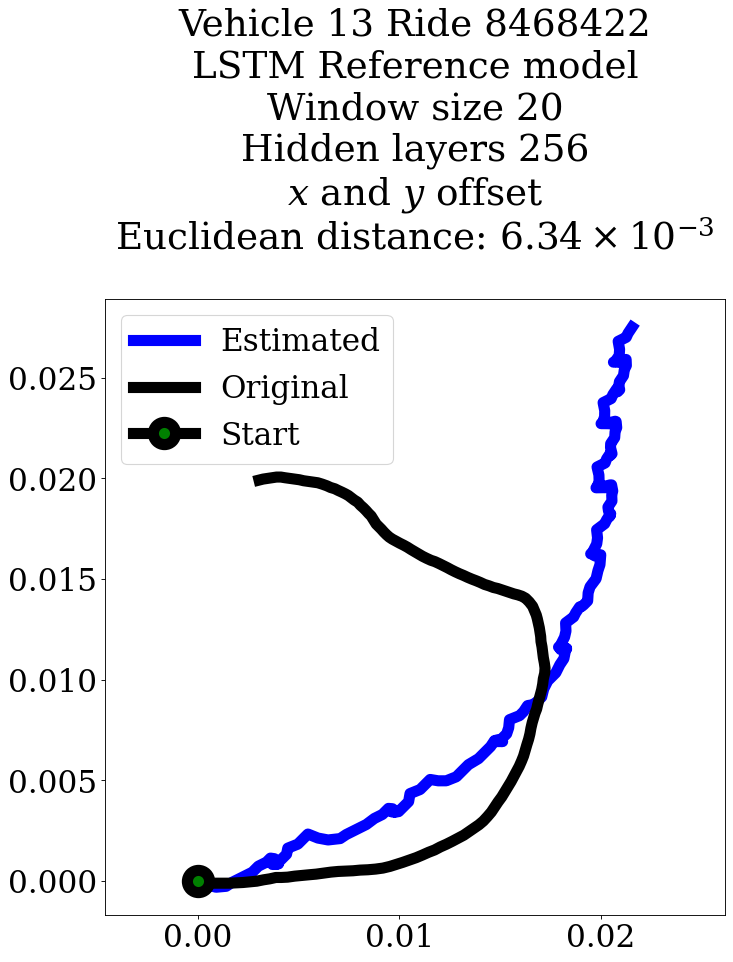 Vehicle 13 Ride 8468422
LSTM Reference model
Window size 20
Hidden layers 256
x and y offset
Euclidean distance: 6.34 × 10⁻³
Estimated
Original
Start
0.025
0.020
0.015
0.010
0.005
0.000
0.00 0.01 0.02